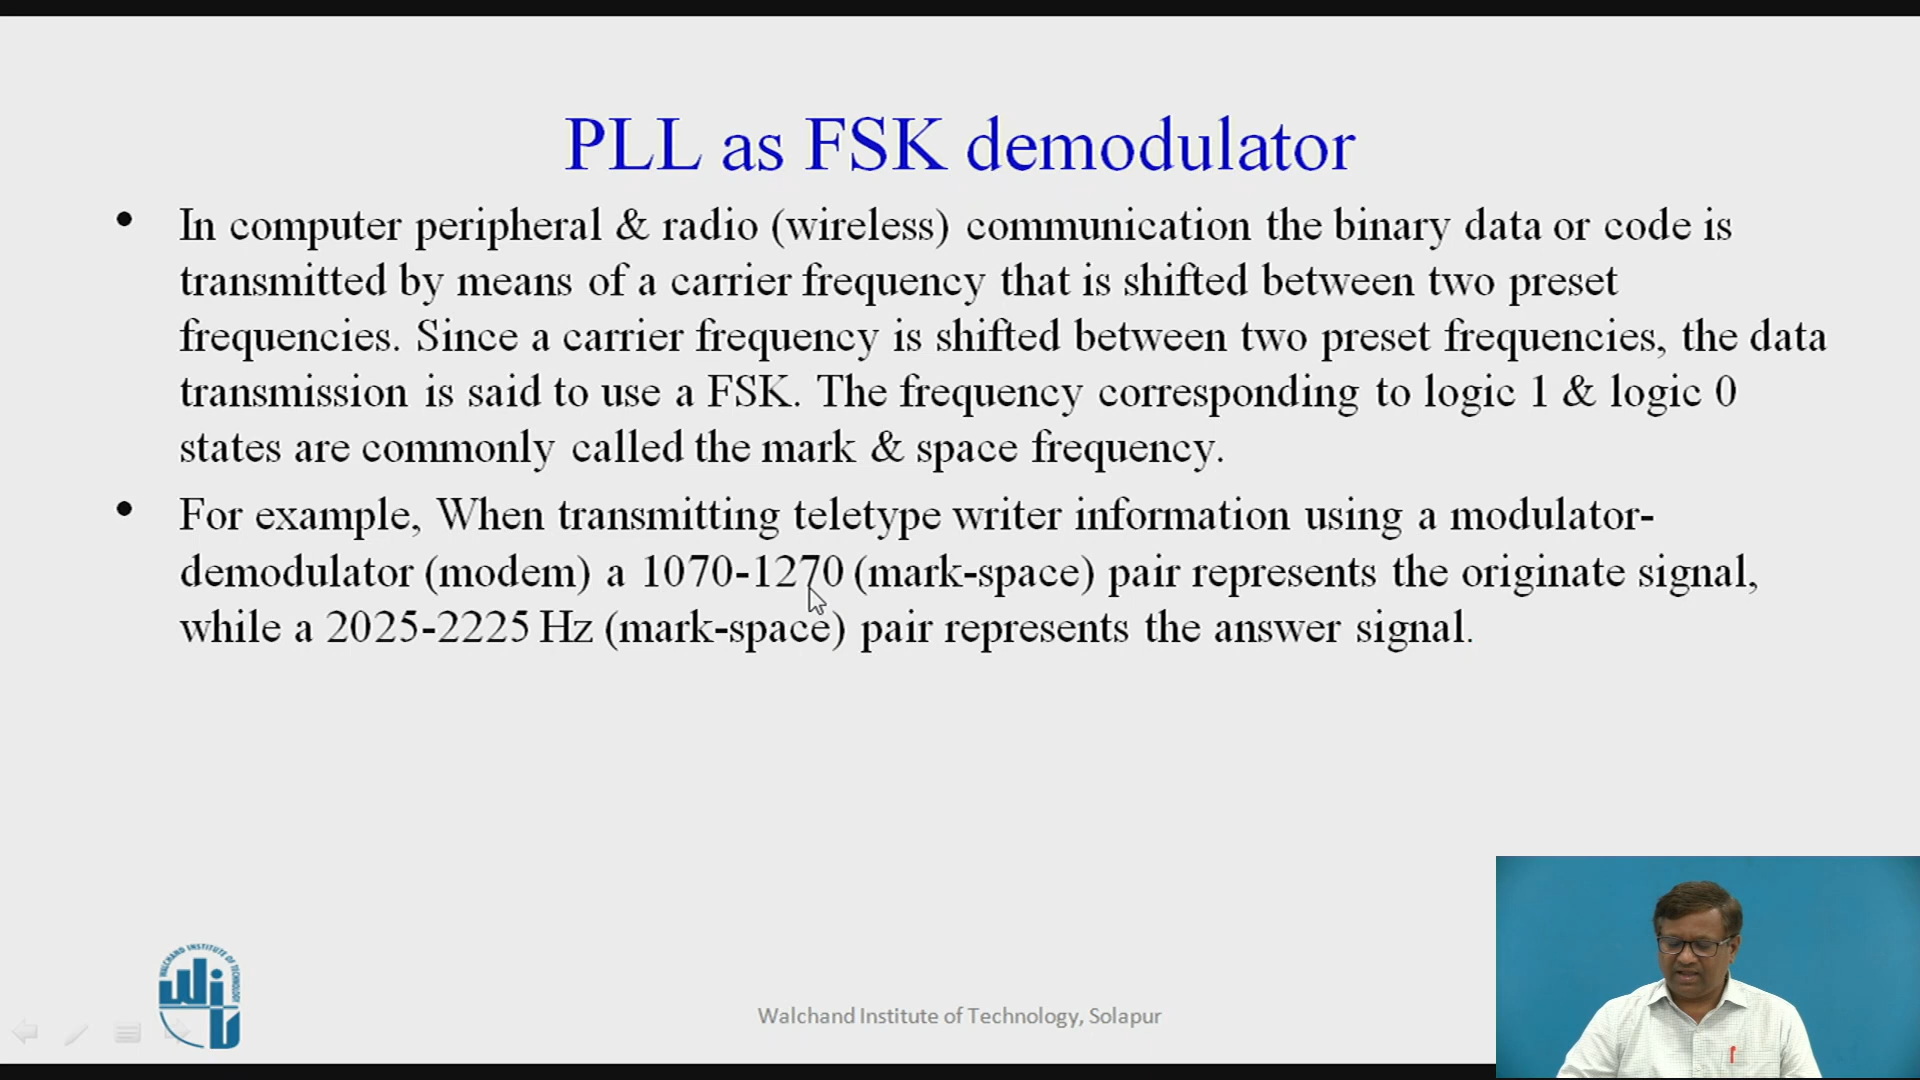 PLL as FSK demodulator
• In computer peripheral & radio (wireless) communication the binary data or code is
transmitted by means of a carrier frequency that is shifted between two preset
frequencies. Since a carrier frequency is shifted between two preset frequencies, the data
transmission is said to use a FSK. The frequency corresponding to logic 1 & logic 0
states are commonly called the mark & space frequency.
• For example, When transmitting teletype writer information using a modulator-
demodulator (modem) a 1070-1270 (mark-space) pair represents the originate signal,
while a 2025-2225 Hz (mark-space) pair represents the answer signal.
WALCHAND INSTITUTE OF TECHNOLOGY
WIT
Walchand Institute of Technology, Solapur